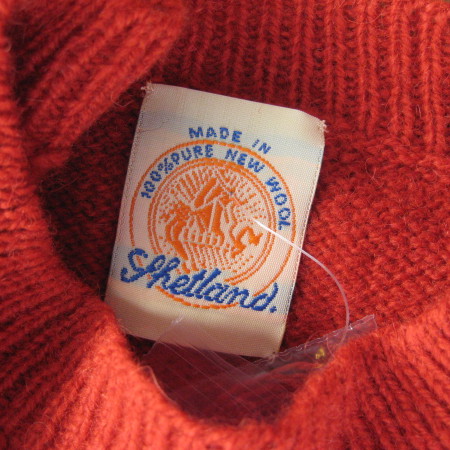 MADE IN
100% PURE NEW WOOL
Shetland.